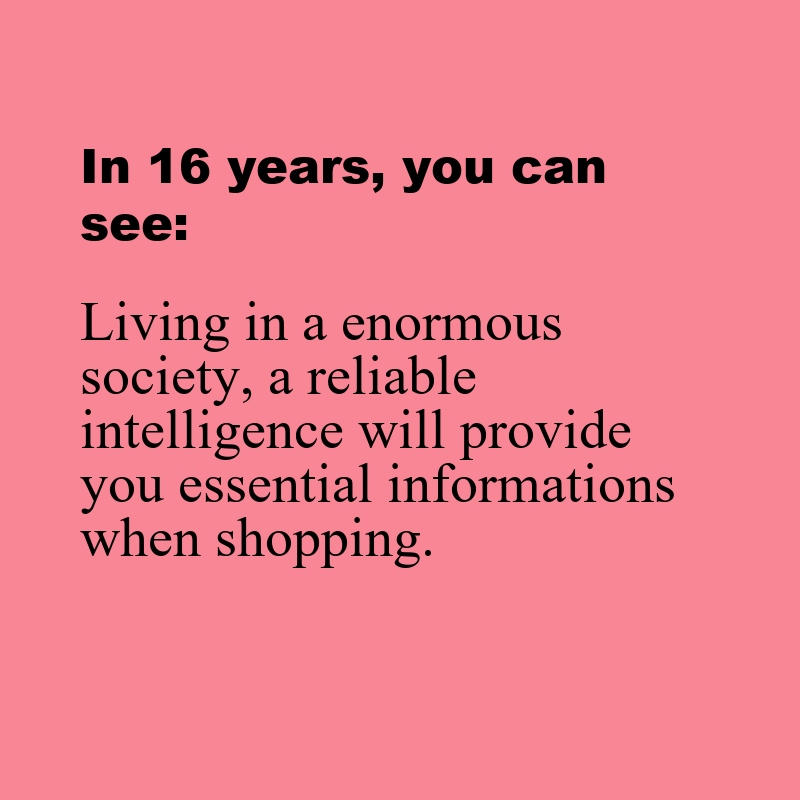 In 16 years, you can
see:
Living in a enormous
society, a reliable
intelligence will provide
you essential informations
when shopping.